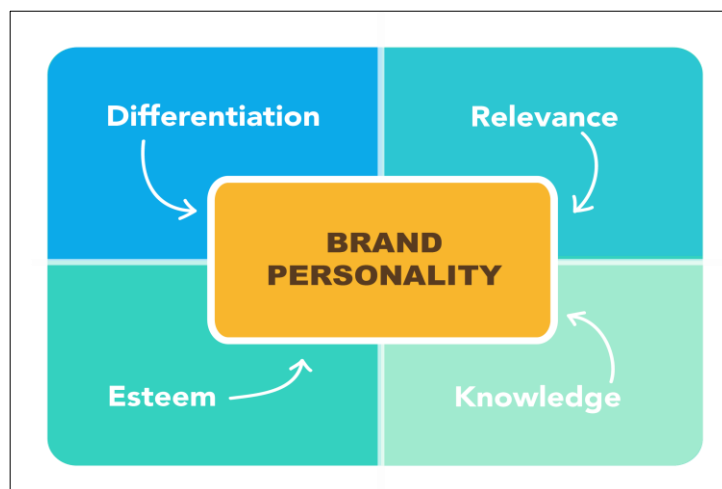 Differentiation
Relevance
BRAND
PERSONALITY
Esteem
Knowledge